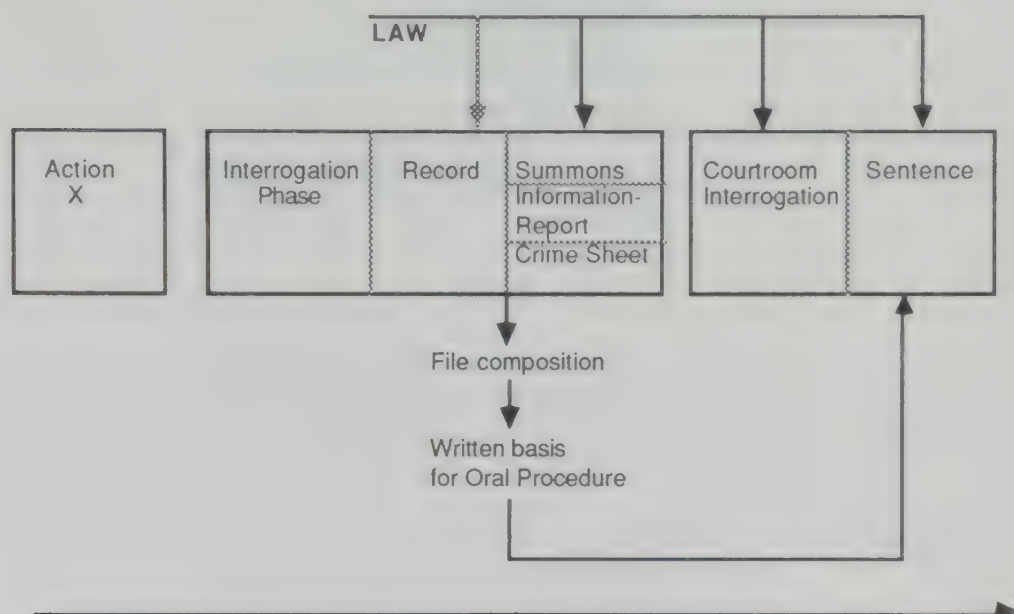 LAW
Action
X
Interrogation
Phase
Record
Summons
Information-
Report
Crime Sheet
Courtroom
Interrogation
Sentence
File composition
Written basis
for Oral Procedure